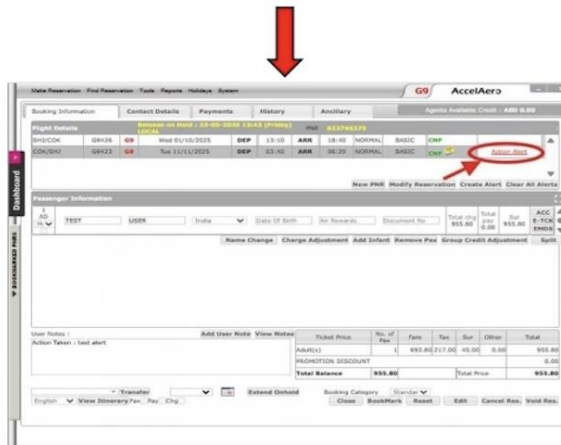 Make Reservation Find Reservation Tools Reports Holidays System
G9 AccelAero
Booking Information Contact Details Payments History Ancillary
Agents Available Credit : AED 0.00
Flight Details
Release on Hold : 23-05-2025 13:43 (Friday) LOCAL
PNR
SHJ/COK G9426 G9 Wed 01/10/2025 DEP 13:10 ARR 18:40 NORMAL BASIC CNF
COK/SHJ G9423 G9 Tue 11/11/2025 DEP 03:40 ARR 06:20 NORMAL BASIC CNF Action Alert
New PNR Modify Reservation Create Alert Clear All Alerts
Dashboard
BOOKMARKED PNRS
Passenger Information
1
AD
TEST USER India Date Of Birth Air Rewards Document No
Total chg 955.80 Total pay 0.00 Bal 955.80
ACC
E-TCK
EMDS
Name Change Charge Adjustment Add Infant Remove Pax Group Credit Adjustment Split
User Notes : Add User Note View Notes
Action Taken : test alert
Ticket Price No. of Pax Fare Tax Sur Other Total
Adult(s) 1 693.80 217.00 45.00 0.00 955.80
PROMOTION DISCOUNT 0.00
Total Balance 955.80 Total Price 955.80
Transfer Extend Onhold Booking Category Standar
English View Itinerary Pax Pay Chg
Close BookMark Reset Edit Cancel Res. Void Res.